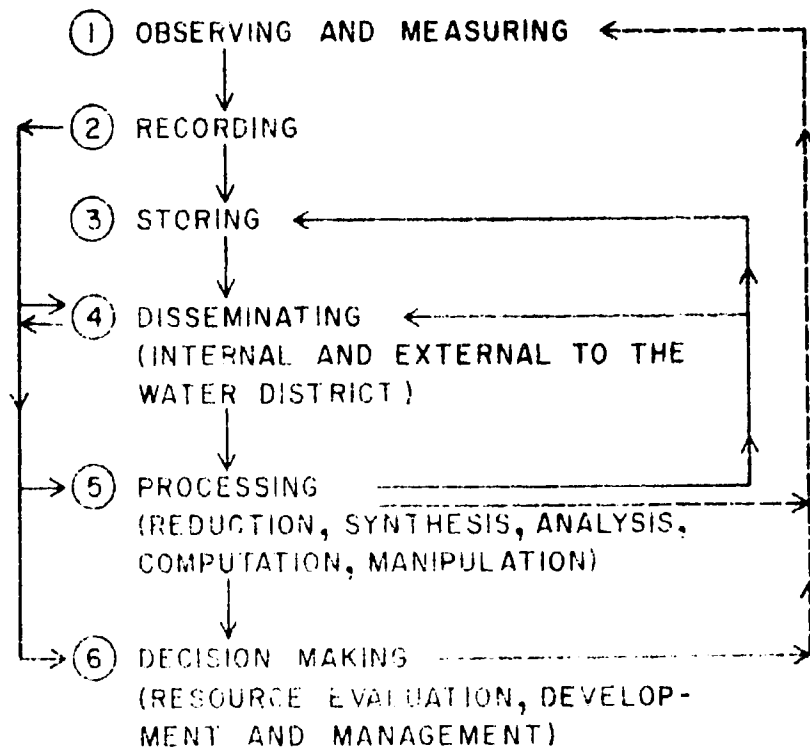 1 OBSERVING AND MEASURING
2 RECORDING
3 STORING
4 DISSEMINATING
(INTERNAL AND EXTERNAL TO THE
WATER DISTRICT)
5 PROCESSING
(REDUCTION, SYNTHESIS, ANALYSIS,
COMPUTATION, MANIPULATION)
6 DECISION MAKING
(RESOURCE EVALUATION, DEVELOP-
MENT AND MANAGEMENT)